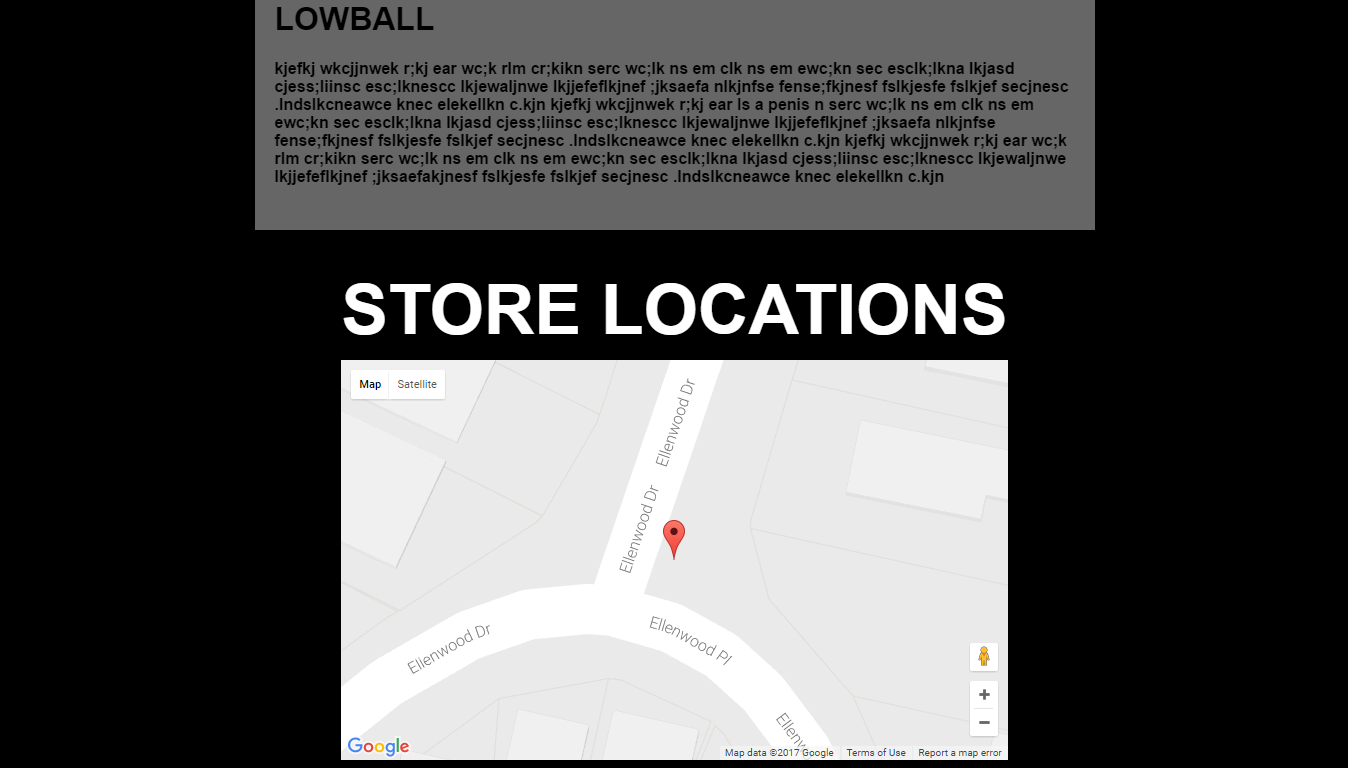 LOWBALL
kjefkj wkcjjnwek r;kj ear wc;k rlm cr;kikn serc wc;lk ns em clk ns em ewc;kn sec esclk;lkna lkjasd
cjess;liinsc esc;lknescc lkjewaljnwe lkjjefeflkjnef ;jksaefa nlkjnfse fense;fkjnesf fslkjesfe fslkjef secjnesc
.lndslkcneawce knec elekellkn c.kjn kjefkj wkcjjnwek r;kj ear ls a penis n serc wc;lk ns em clk ns em
ewc;kn sec esclk;lkna lkjasd cjess;liinsc esc;lknescc lkjewaljnwe lkjjefeflkjnef ;jksaefa nlkjnfse
fense;fkjnesf fslkjesfe fslkjef secjnesc .lndslkcneawce knec elekellkn c.kjn kjefkj wkcjjnwek r;kj ear wc;k
rlm cr;kikn serc wc;lk ns em clk ns em ewc;kn sec esclk;lkna lkjasd cjess;liinsc esc;lknescc lkjewaljnwe
lkjjefeflkjnef ;jksaefakjnesf fslkjesfe fslkjef secjnesc .lndslkcneawce knec elekellkn c.kjn
STORE LOCATIONS
Map Satellite
Ellenwood Dr
Ellenwood Dr
Ellenwood Dr
Ellenwood Pl
Google
Map data ©2017 Google Terms of Use Report a map error